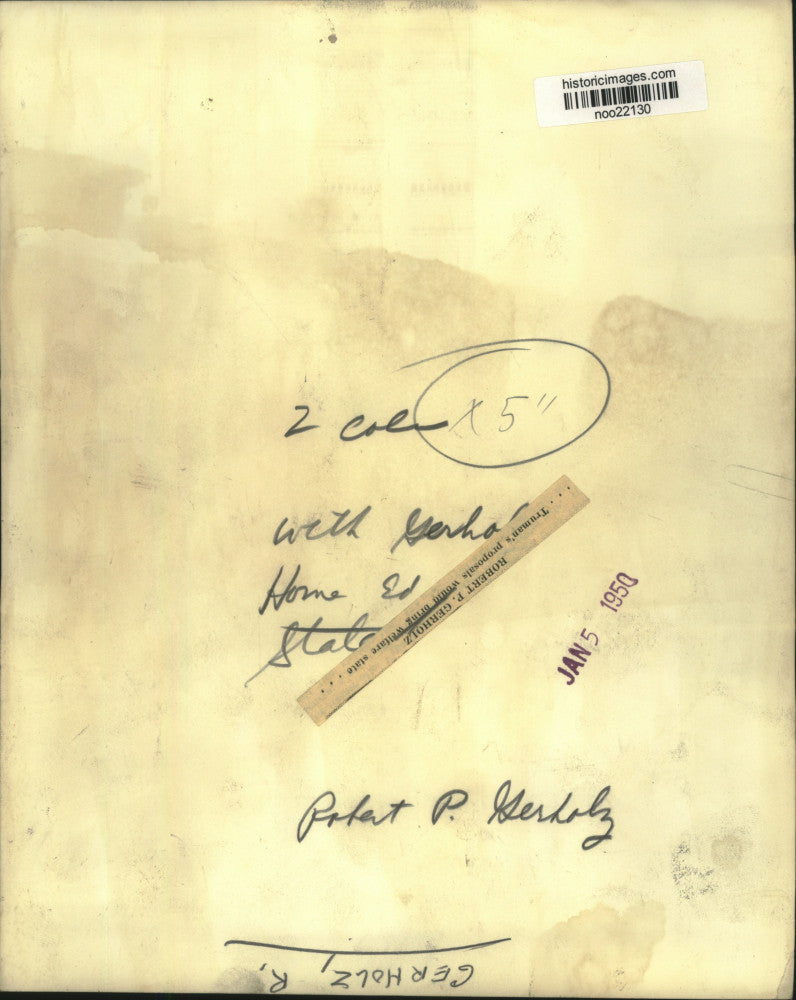 historicimages.com
noo22130
2 col X 5"
with Gerhol
Home Ed
State
ROBERT P. GERHOLZ
Truman's proposals would bring welfare state
JAN 5 1950
Robert P. Gerholz
GERHOLZ, R,